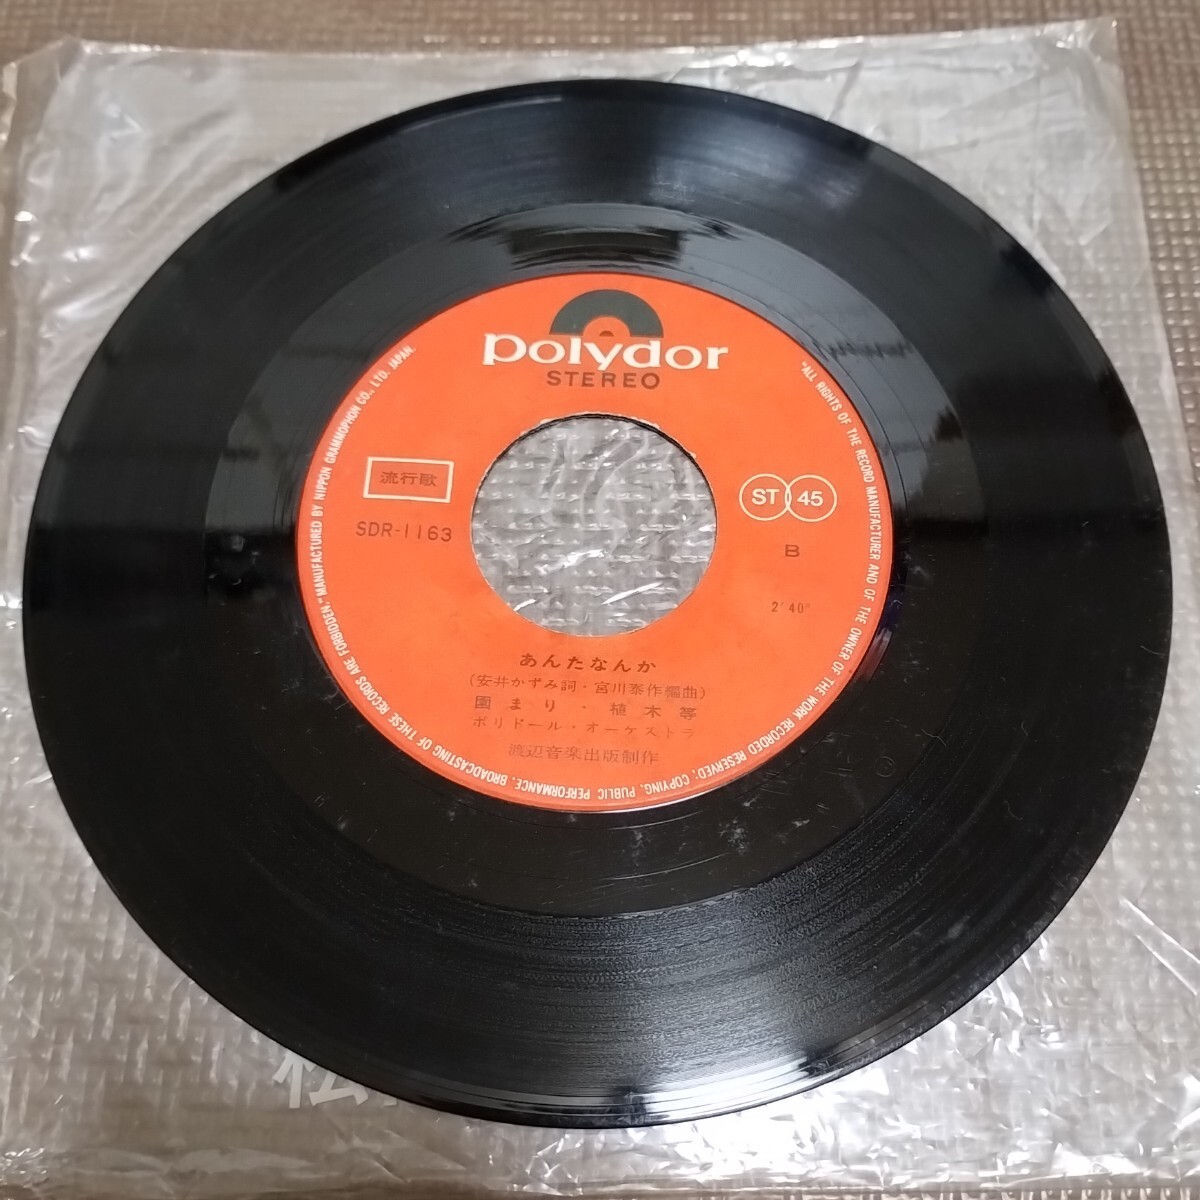 polydor
STEREO
流行歌
SDR-1163
ST 45
B
2'40"
あんたなんか
(安井かずみ詞・宮川泰作編曲)
園まり・植木等
ポリドール・オーケストラ
渡辺音楽出版制作
"ALL RIGHTS OF THE RECORD MANUFACTURER AND OF THE OWNER OF THE WORK RECORDED RESERVED; COPYING, PUBLIC PERFORMANCE, BROADCASTING OF THESE RECORDS ARE FORBIDDEN." MANUFACTURED BY NIPPON GRAMMOPHON CO., LTD. JAPAN.